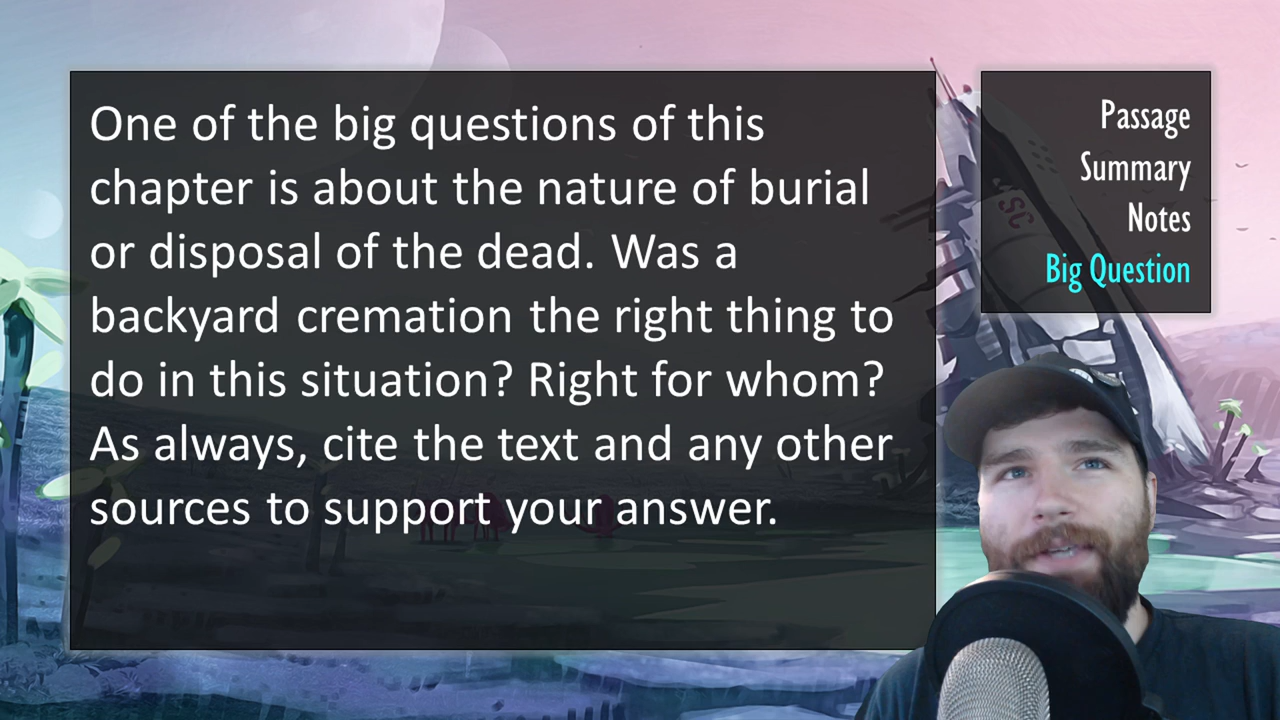 One of the big questions of this
chapter is about the nature of burial
or disposal of the dead. Was a
backyard cremation the right thing to
do in this situation? Right for whom?
As always, cite the text and any other
sources to support your answer.
Passage
Summary
Notes
Big Question